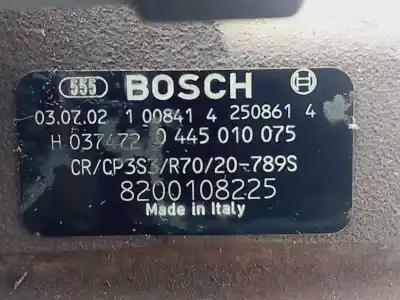 555 BOSCH
03.07.02 1 00841 4 250861 4
H 037472 0 445 010 075
CR/CP3S3/R70/20-789S
8200108225
Made in Italy